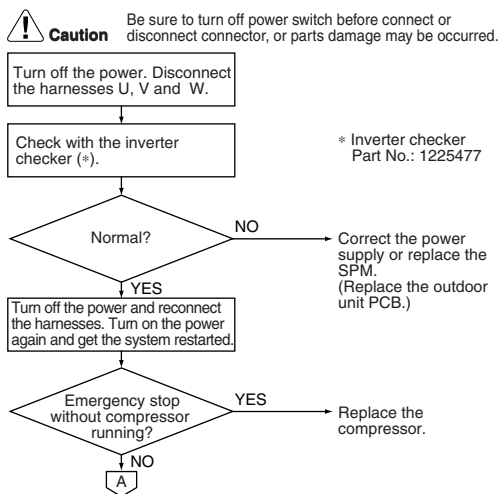 Caution
Be sure to turn off power switch before connect or
disconnect connector, or parts damage may be occurred.
Turn off the power. Disconnect
the harnesses U, V and W.
Check with the inverter
checker (*).
* Inverter checker
Part No.: 1225477
Normal?
NO
Correct the power
supply or replace the
SPM.
(Replace the outdoor
unit PCB.)
YES
Turn off the power and reconnect
the harnesses. Turn on the power
again and get the system restarted.
Emergency stop
without compressor
running?
YES
Replace the
compressor.
NO
A